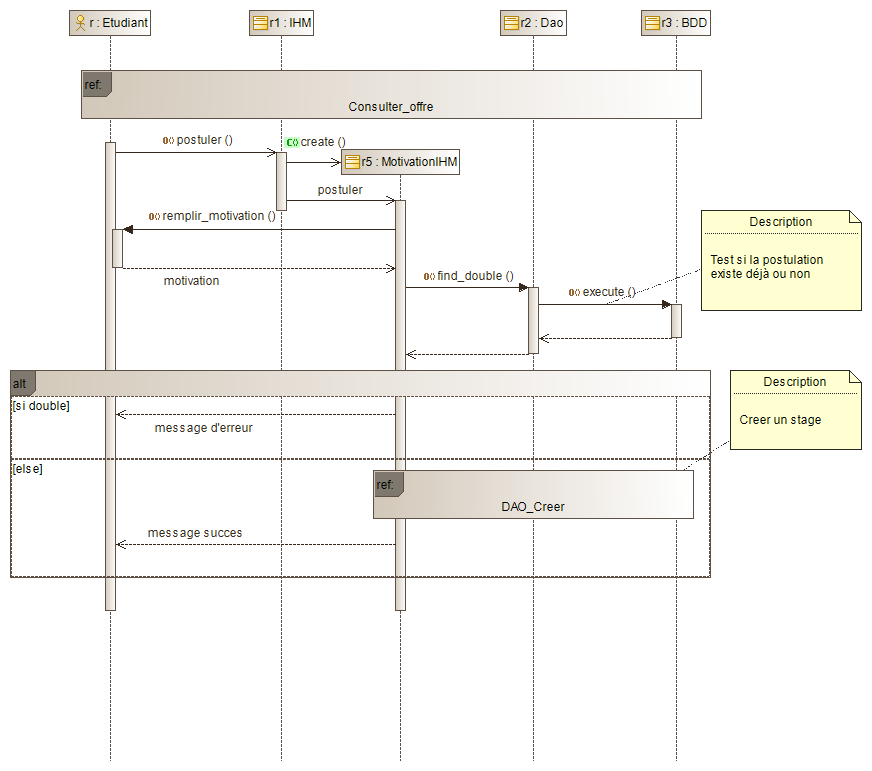 r : Etudiant
r1 : IHM
r2 : Dao
r3 : BDD
ref:
Consulter_offre
postuler ()
create ()
r5 : MotivationIHM
postuler
remplir_motivation ()
motivation
find_double ()
execute ()
Description
Test si la postulation
existe déjà ou non
alt
[si double]
message d'erreur
Description
Creer un stage
[else]
ref:
DAO_Creer
message succes